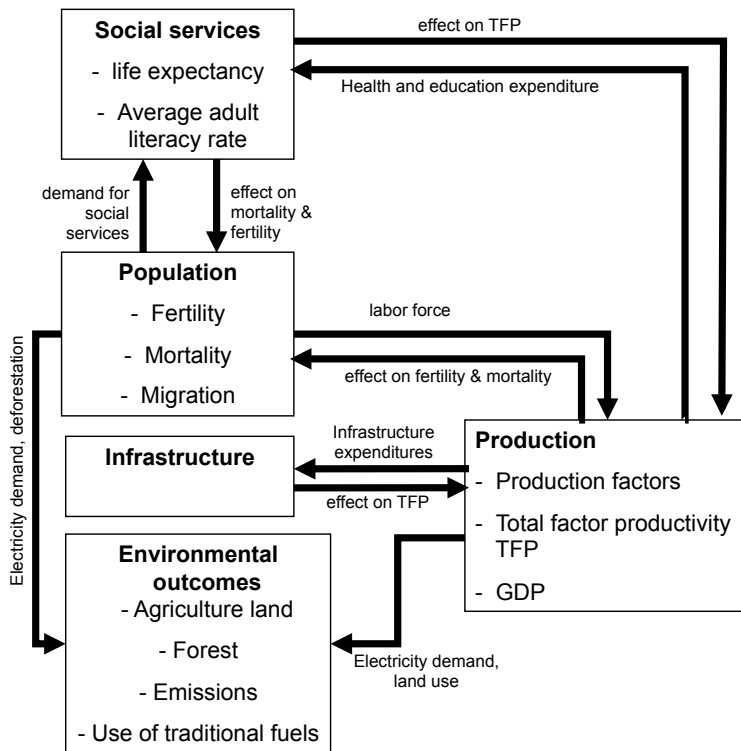 Social services
- life expectancy
- Average adult
literacy rate
effect on TFP
Health and education expenditure
demand for
social
services
effect on
mortality &
fertility
Population
- Fertility
- Mortality
- Migration
labor force
effect on fertility & mortality
Electricity demand, deforestation
Infrastructure
Infrastructure
expenditures
effect on TFP
Production
- Production factors
- Total factor productivity
TFP
- GDP
Environmental
outcomes
- Agriculture land
- Forest
- Emissions
- Use of traditional fuels
Electricity demand,
land use